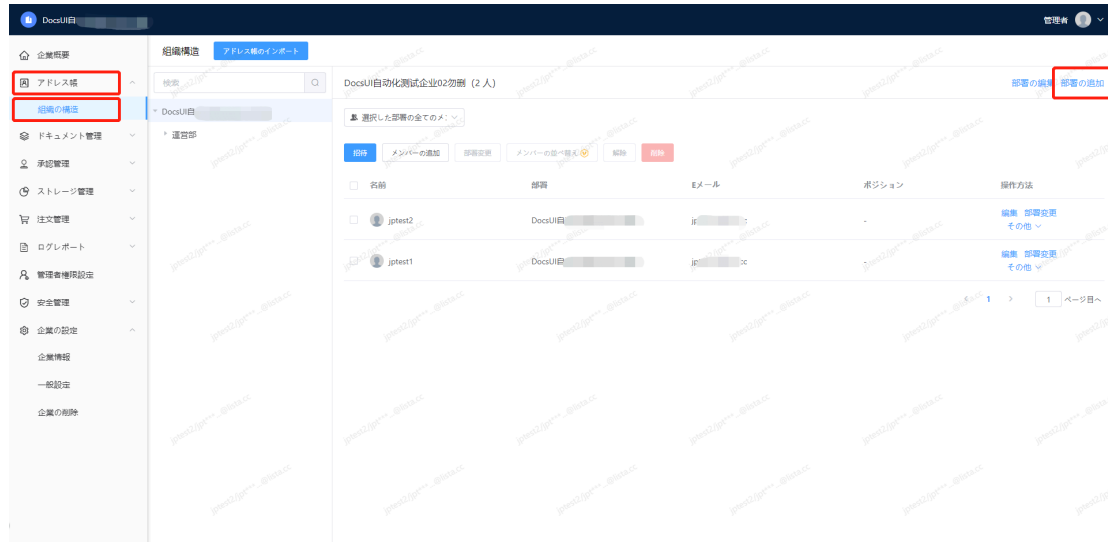 DocsUI自
管理者
企業概要
アドレス帳
組織の構造
ドキュメント管理
承認管理
ストレージ管理
注文管理
ログレポート
管理者権限設定
安全管理
企業の設定
企業情報
一般設定
企業の削除
組織構造 アドレス帳のインポート
検索
DocsUI自
運営部
DocsUI自动化测试企业02勿删 (2 人)
部署の編集 部署の追加
選択した部署の全てのメ:
招待 メンバーの追加 部署変更 メンバーの並べ替え 解除 削除
名前 部署 Eメール ポジション 操作方法
jptest2 DocsUI自 - 編集 部署変更
その他
jptest1 DocsUI自 - 編集 部署変更
その他
1 1 ページ目へ